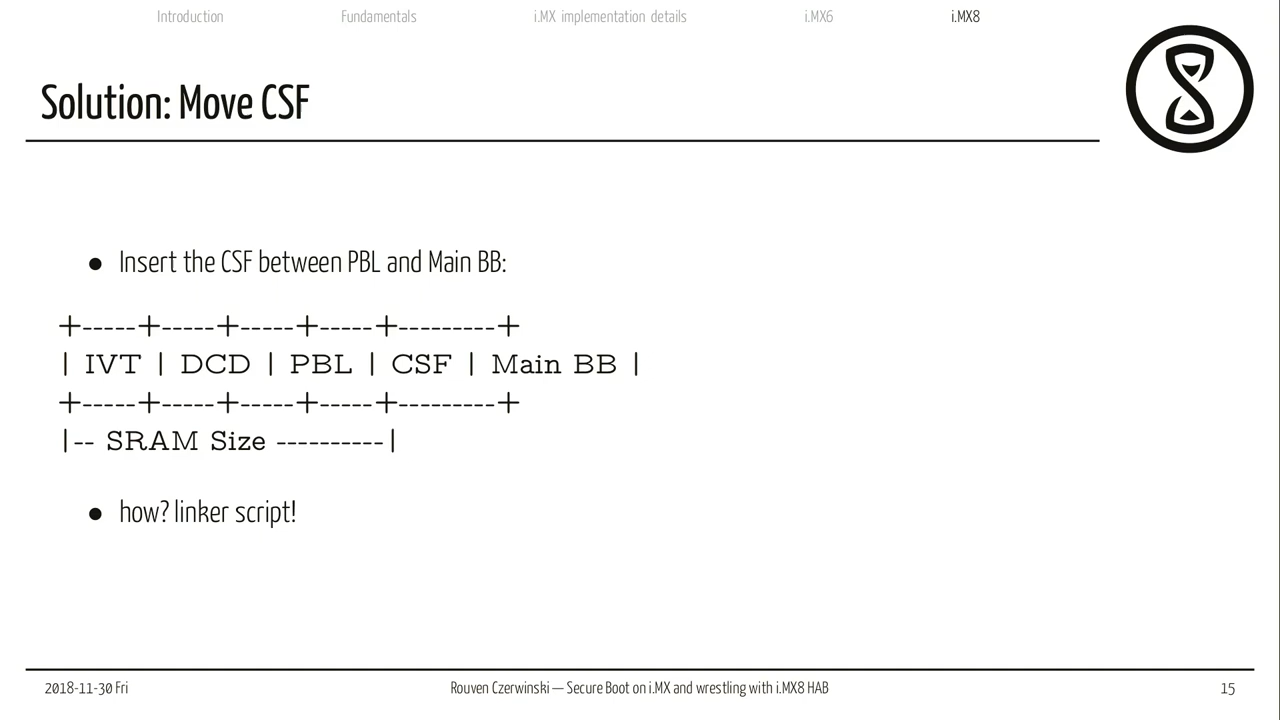 Introduction Fundamentals i.MX implementation details i.MX6 i.MX8
Solution: Move CSF
● Insert the CSF between PBL and Main BB:
+-----+-----+-----+-----+---------+
| IVT | DCD | PBL | CSF | Main BB |
+-----+-----+-----+-----+---------+
|-- SRAM Size ----------|
● how? linker script!
2018-11-30 Fri Rouven Czerwinski — Secure Boot on i.MX and wrestling with i.MX8 HAB 15